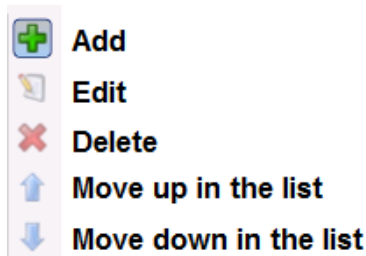 Add
Edit
Delete
Move up in the list
Move down in the list